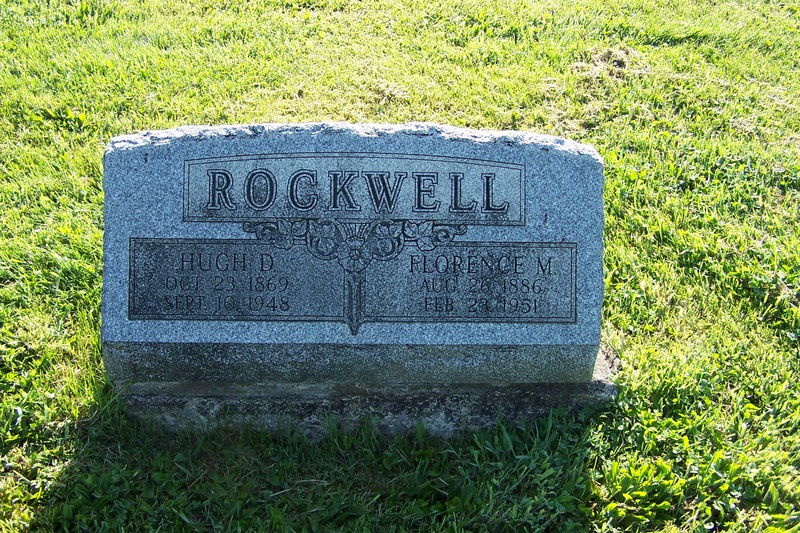 ROCKWELL
HUGH D.
OCT. 23. 1869
SEPT. 10. 1948
FLORENCE M.
AUG. 26. 1886
FEB. 23. 1951